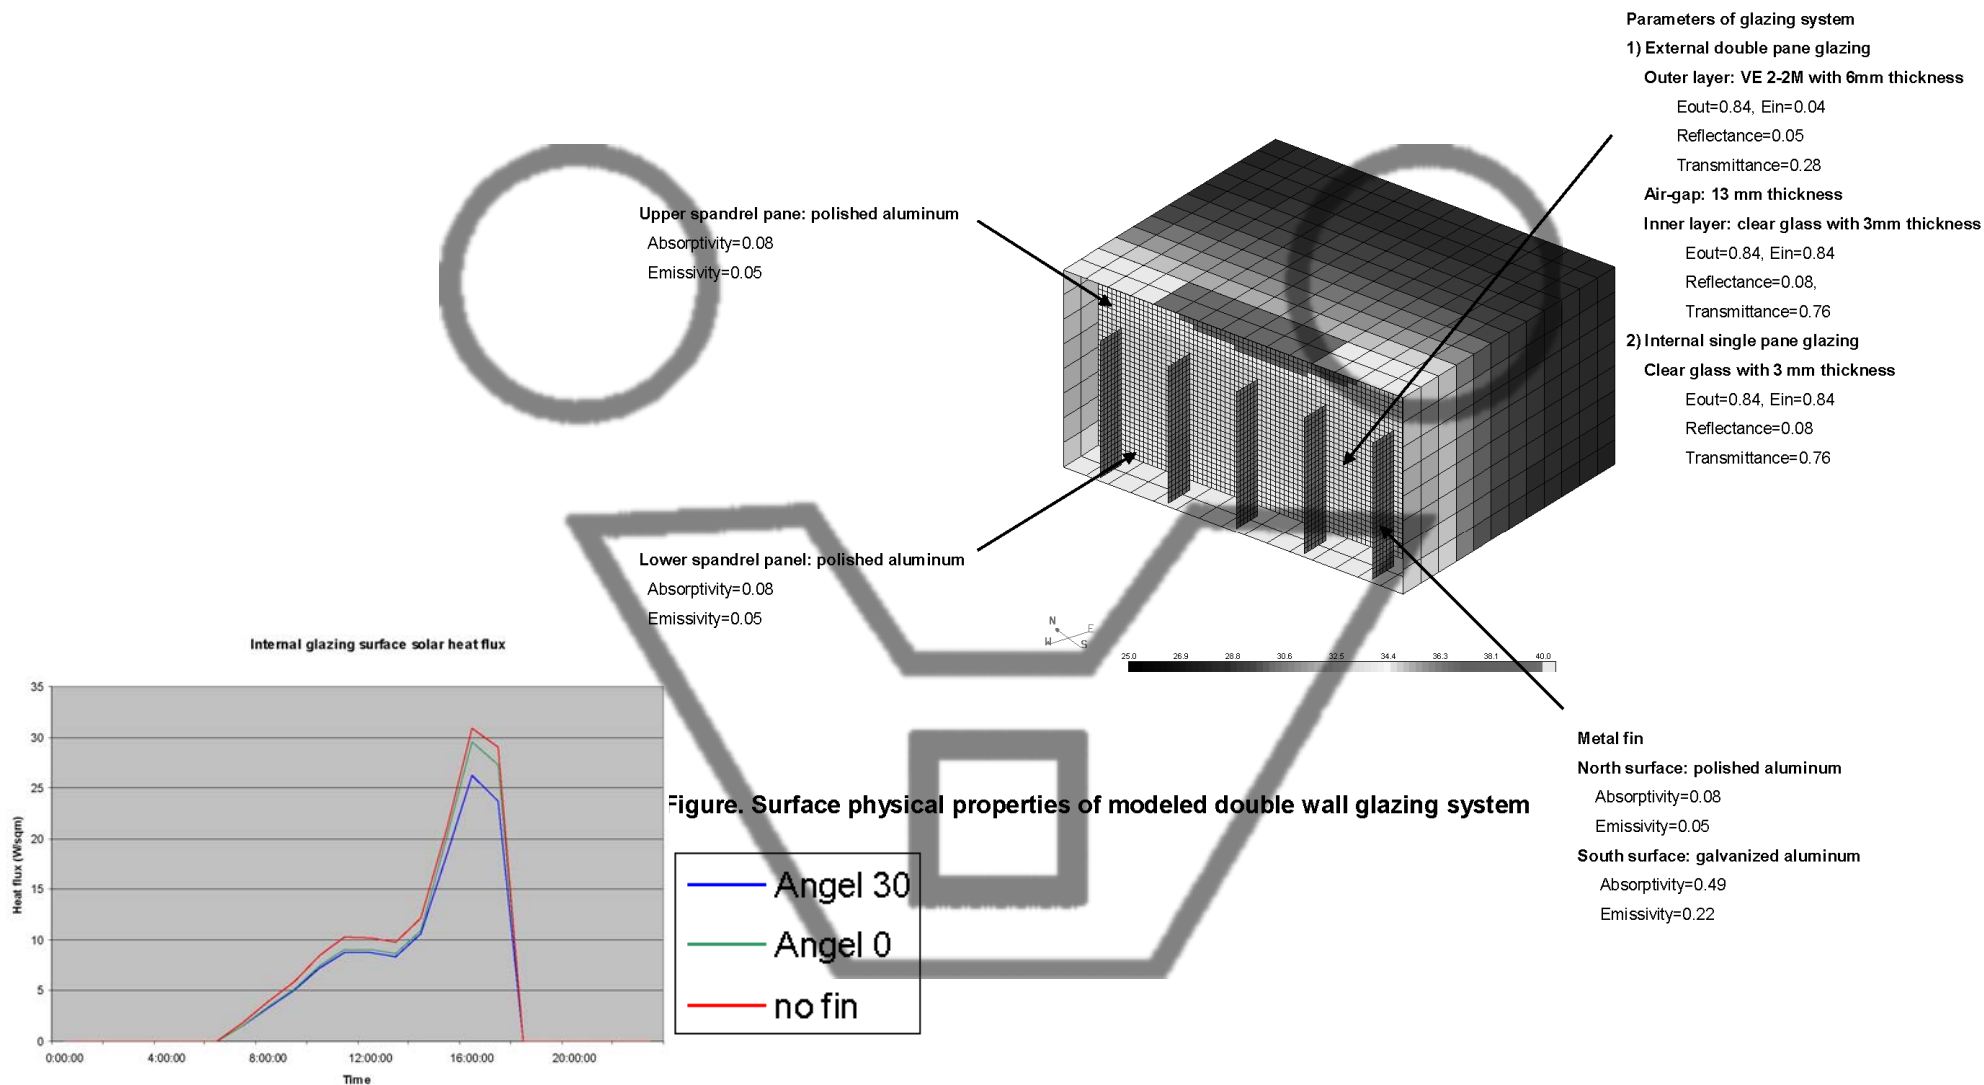 Parameters of glazing system
1) External double pane glazing
Outer layer: VE 2-2M with 6mm thickness
Eout=0.84, Ein=0.04
Reflectance=0.05
Transmittance=0.28
Air-gap: 13 mm thickness
Inner layer: clear glass with 3mm thickness
Eout=0.84, Ein=0.84
Reflectance=0.08,
Transmittance=0.76
2) Internal single pane glazing
Clear glass with 3 mm thickness
Eout=0.84, Ein=0.84
Reflectance=0.08
Transmittance=0.76
Upper spandrel pane: polished aluminum
Absorptivity=0.08
Emissivity=0.05
Lower spandrel panel: polished aluminum
Absorptivity=0.08
Emissivity=0.05
N
E
W
S
25.0 26.9 28.8 30.6 32.5 34.4 36.3 38.1 40.0
Metal fin
North surface: polished aluminum
Absorptivity=0.08
Emissivity=0.05
South surface: galvanized aluminum
Absorptivity=0.49
Emissivity=0.22
Internal glazing surface solar heat flux
35
30
25
20
15
10
5
0
Heat flux (W/sqm)
0:00:00 4:00:00 8:00:00 12:00:00 16:00:00 20:00:00
Time
Figure. Surface physical properties of modeled double wall glazing system
Angel 30
Angel 0
no fin